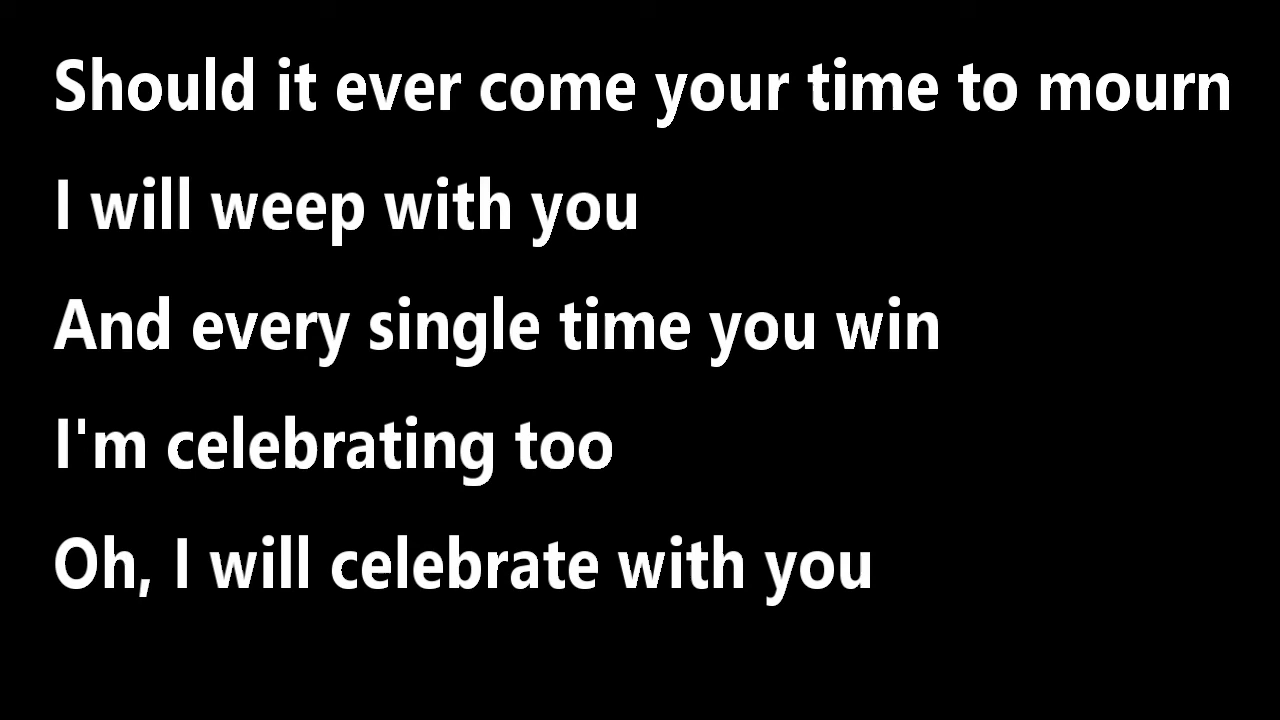 Should it ever come your time to mourn
I will weep with you
And every single time you win
I'm celebrating too
Oh, I will celebrate with you